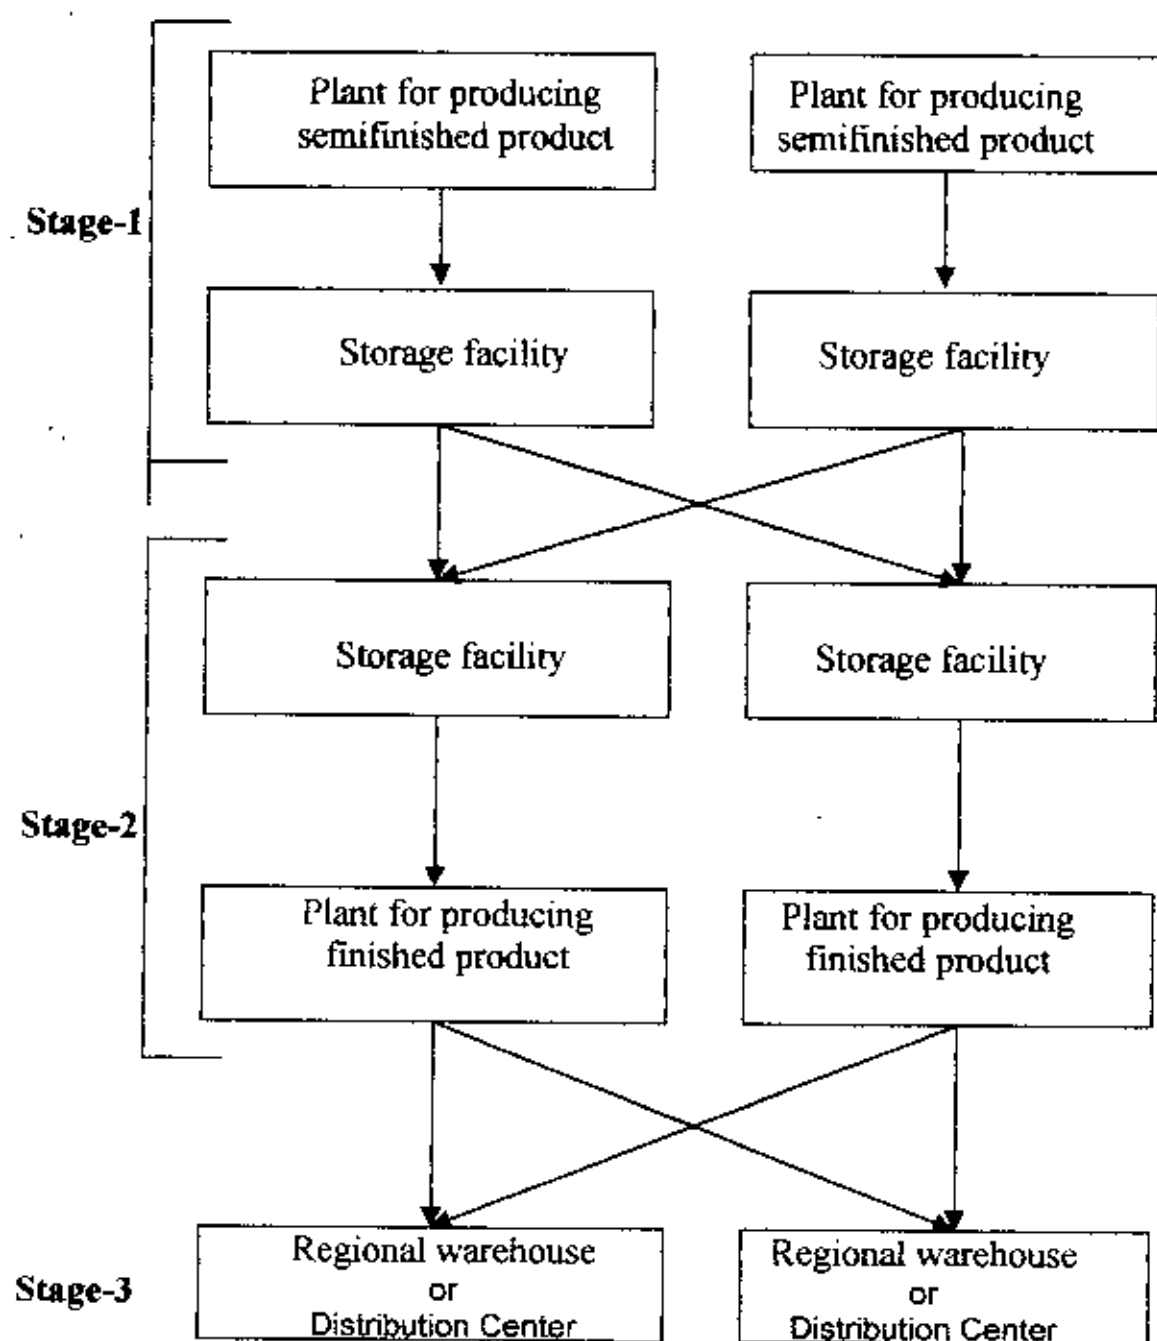 Plant for producing
semifinished product
Plant for producing
semifinished product
Stage-1
Storage facility
Storage facility
Storage facility
Storage facility
Stage-2
Plant for producing
finished product
Plant for producing
finished product
Stage-3
Regional warehouse
or
Distribution Center
Regional warehouse
or
Distribution Center